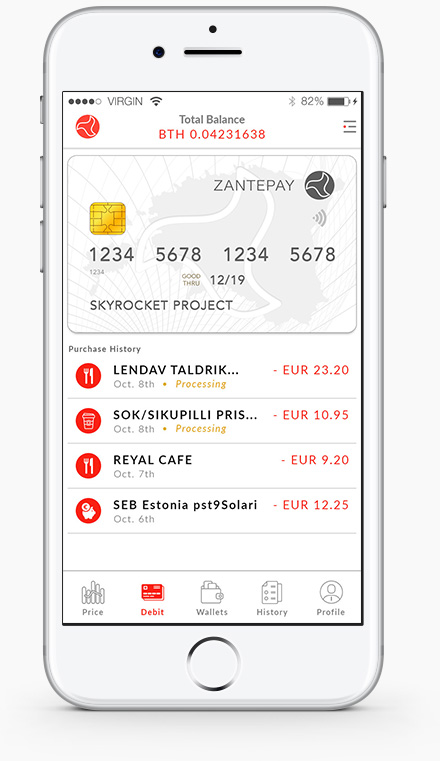 VIRGIN 82%
Total Balance
BTH 0.04231638
ZANTEPAY
1234 5678 1234 5678
1234
GOOD THRU 12/19
SKYROCKET PROJECT
Purchase History
LENDAV TALDRIK... - EUR 23.20
Oct. 8th • Processing
SOK/SIKUPILLI PRIS... - EUR 10.95
Oct. 8th • Processing
REYAL CAFE - EUR 9.20
Oct. 7th
SEB Estonia pst9Solari - EUR 12.25
Oct. 6th
Price Debit Wallets History Profile